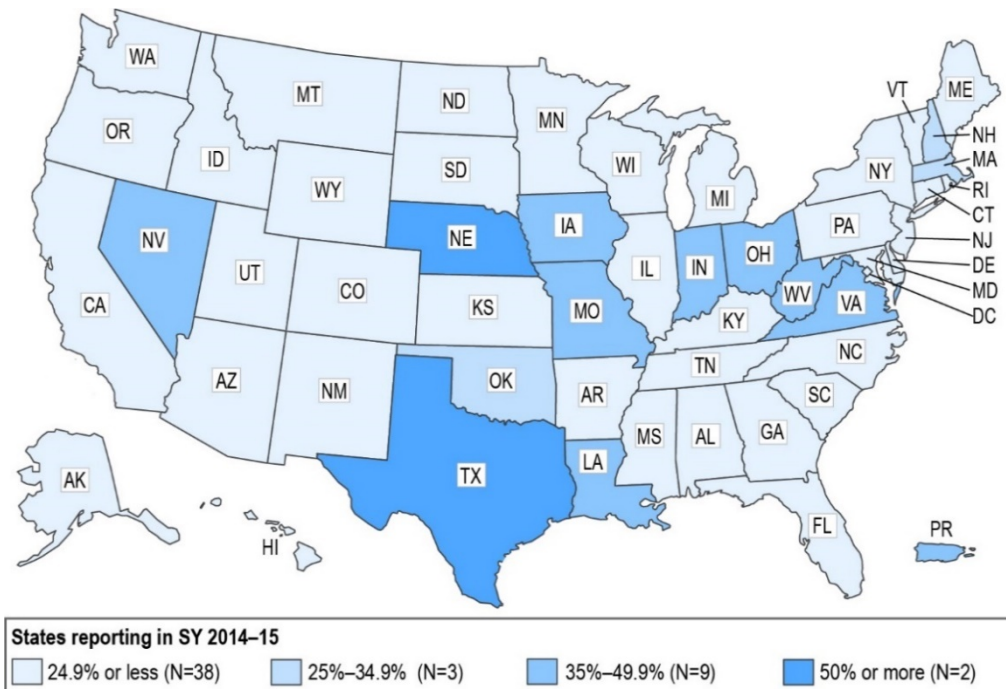 WA
MT
ND
MN
VT
ME
OR
ID
SD
WI
NY
NH
MA
WY
MI
RI
CT
NV
NE
IA
PA
NJ
UT
CO
IL
IN
OH
DE
MD
DC
CA
KS
MO
WV
VA
KY
AZ
NM
OK
AR
TN
NC
SC
MS
AL
GA
TX
LA
AK
HI
FL
PR
States reporting in SY 2014–15
24.9% or less (N=38)
25%–34.9% (N=3)
35%–49.9% (N=9)
50% or more (N=2)